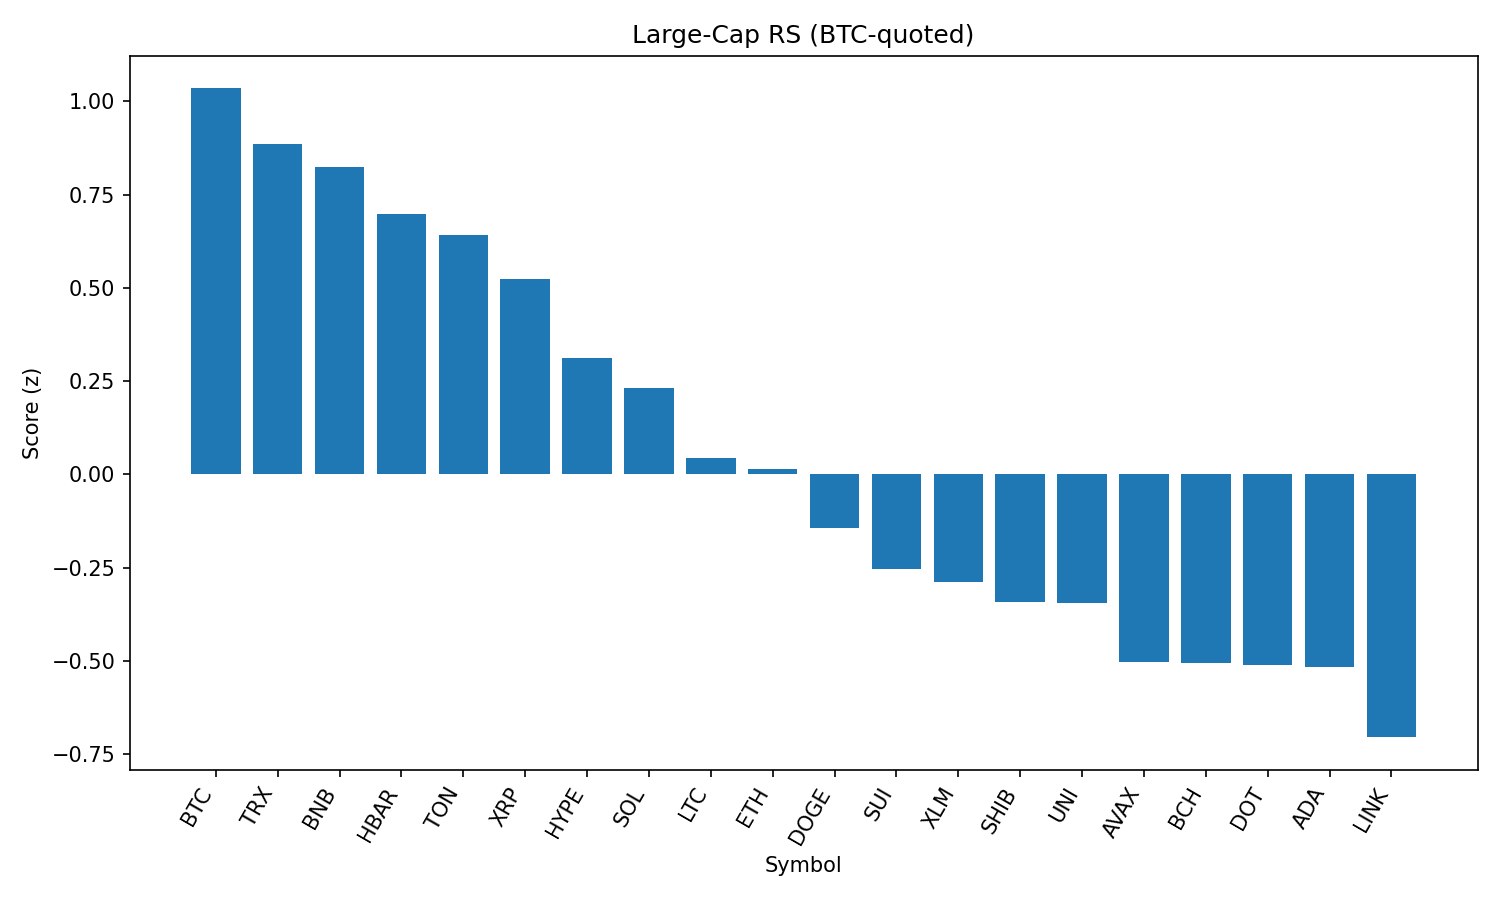 Large-Cap RS (BTC-quoted)
Score (z)
1.00
0.75
0.50
0.25
0.00
−0.25
−0.50
−0.75
BTC
TRX
BNB
HBAR
TON
XRP
HYPE
SOL
LTC
ETH
DOGE
SUI
XLM
SHIB
UNI
AVAX
BCH
DOT
ADA
LINK
Symbol